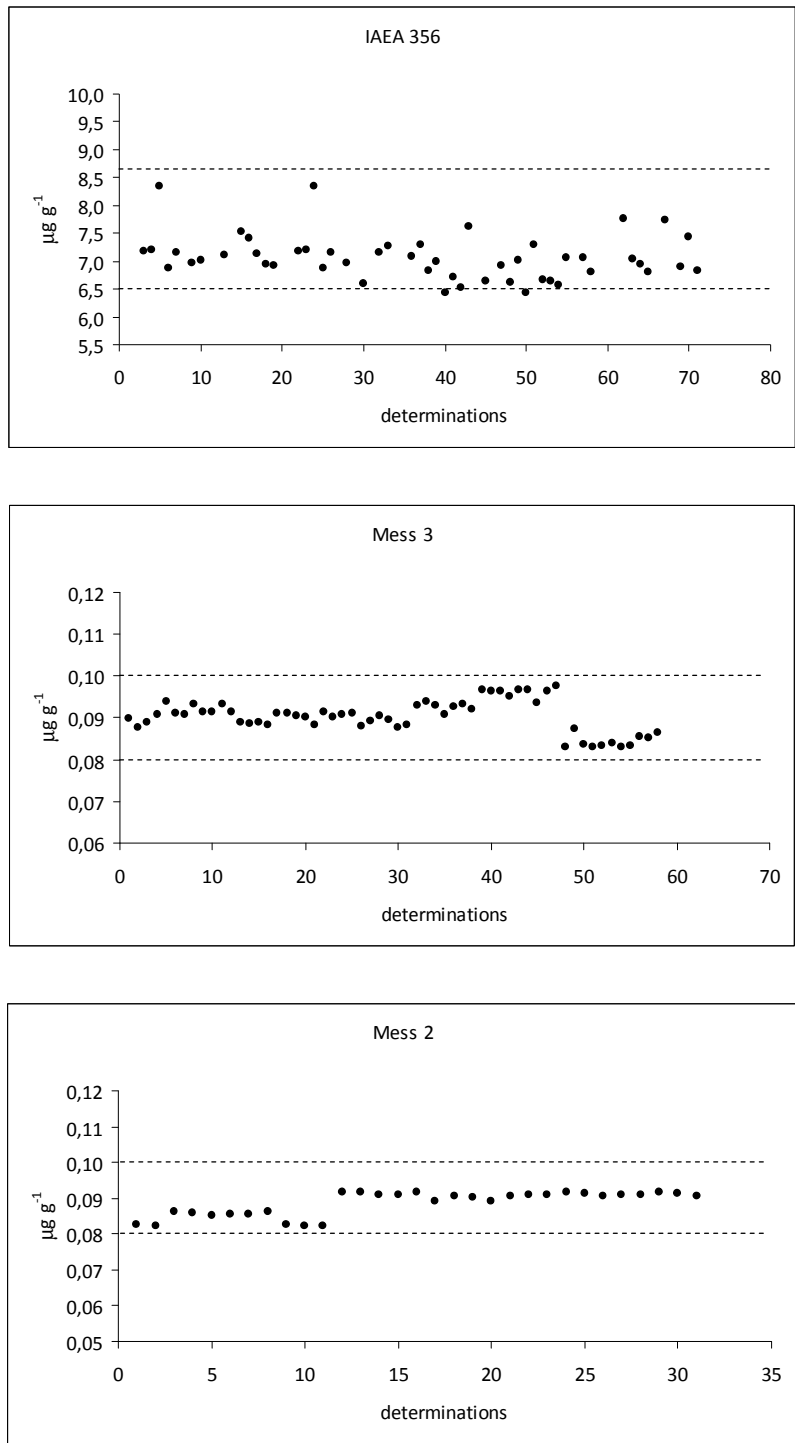 IAEA 356
10,0
9,5
9,0
8,5
8,0
7,5
7,0
6,5
6,0
5,5
µg g⁻¹
0 10 20 30 40 50 60 70 80
determinations
Mess 3
0,12
0,11
0,10
0,09
0,08
0,07
0,06
µg g⁻¹
0 10 20 30 40 50 60 70
determinations
Mess 2
0,12
0,11
0,10
0,09
0,08
0,07
0,06
0,05
µg g⁻¹
0 5 10 15 20 25 30 35
determinations